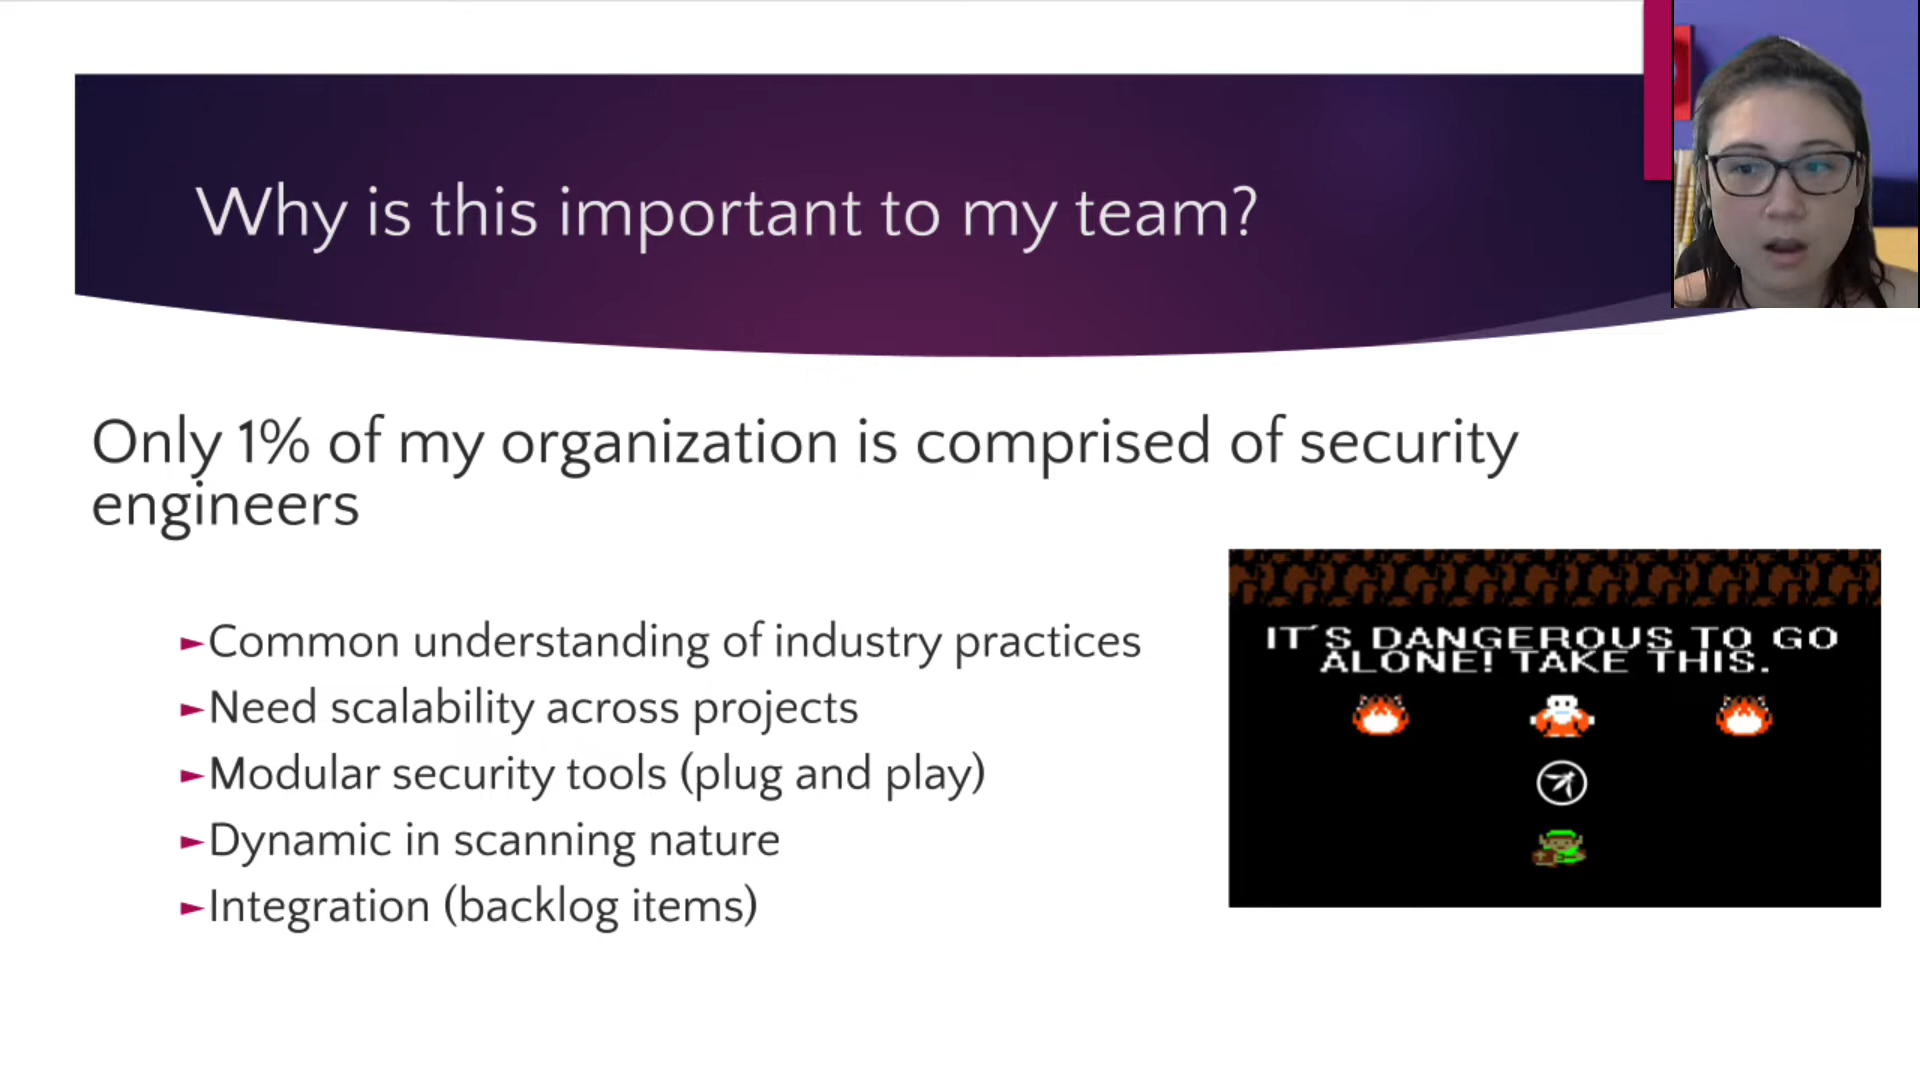 Why is this important to my team?
Only 1% of my organization is comprised of security
engineers
►Common understanding of industry practices
►Need scalability across projects
►Modular security tools (plug and play)
►Dynamic in scanning nature
►Integration (backlog items)
IT'S DANGEROUS TO GO
ALONE! TAKE THIS.